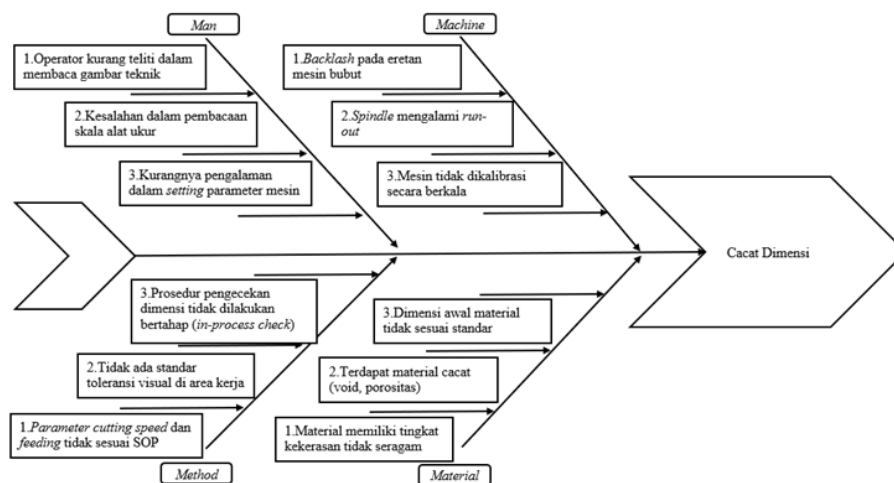 Man
Machine
1.Operator kurang teliti dalam
membaca gambar teknik
1.Backlash pada eretan
mesin bubut
2.Kesalahan dalam pembacaan
skala alat ukur
2.Spindle mengalami run-
out
3.Kurangnya pengalaman
dalam setting parameter mesin
3.Mesin tidak dikalibrasi
secara berkala
Cacat Dimensi
3.Prosedur pengecekan
dimensi tidak dilakukan
bertahap (in-process check)
3.Dimensi awal material
tidak sesuai standar
2.Tidak ada standar
toleransi visual di area kerja
2.Terdapat material cacat
(void, porositas)
1.Parameter cutting speed dan
feeding tidak sesuai SOP
1.Material memiliki tingkat
kekerasan tidak seragam
Method
Material